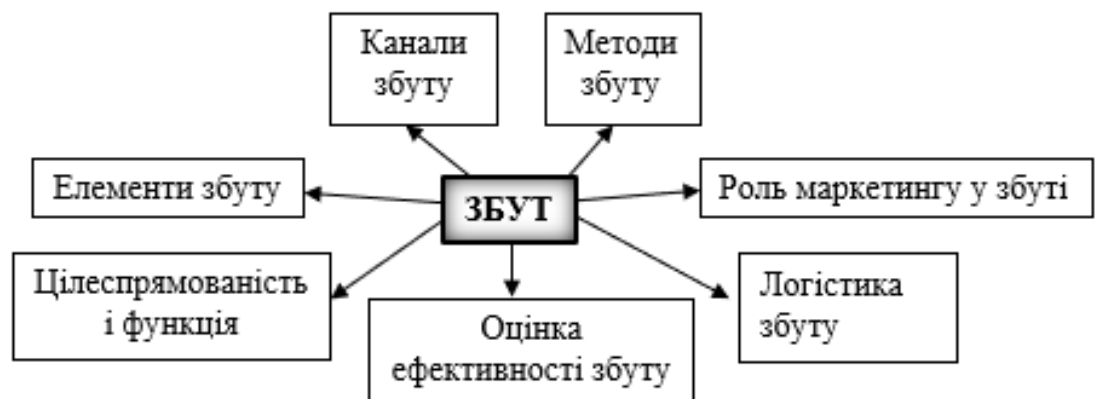 Канали
збуту
Методи
збуту
Елементи збуту
ЗБУТ
Роль маркетингу у збуті
Цілеспрямованість
і функція
Оцінка
ефективності збуту
Логістика
збуту